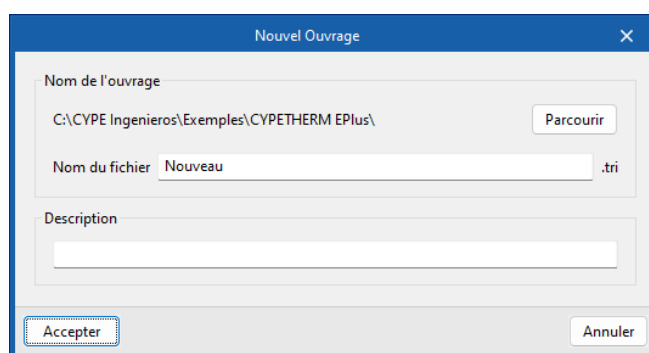 Nouvel Ouvrage
Nom de l'ouvrage
C:\CYPE Ingenieros\Exemples\CYPETHERM EPlus\ Parcourir
Nom du fichier Nouveau .tri
Description
Accepter Annuler